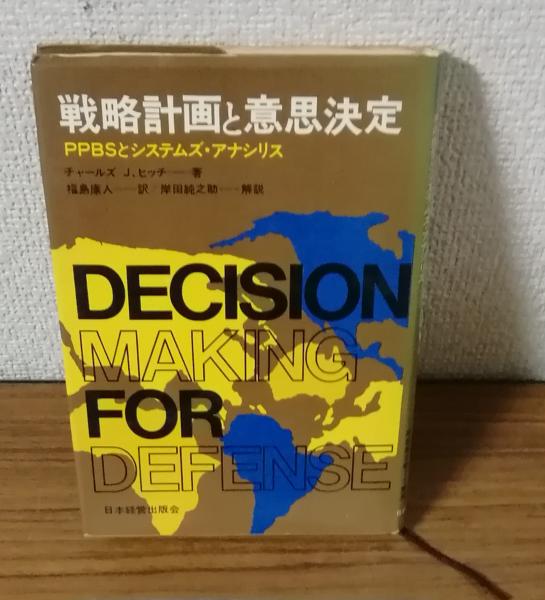 戦略計画と意思決定
PPBSとシステムズ・アナシリス
チャールズ J、ヒッチ――著
福島康人――訳／岸田純之助――解説
DECISION
MAKING
FOR
DEFENSE
日本経営出版会